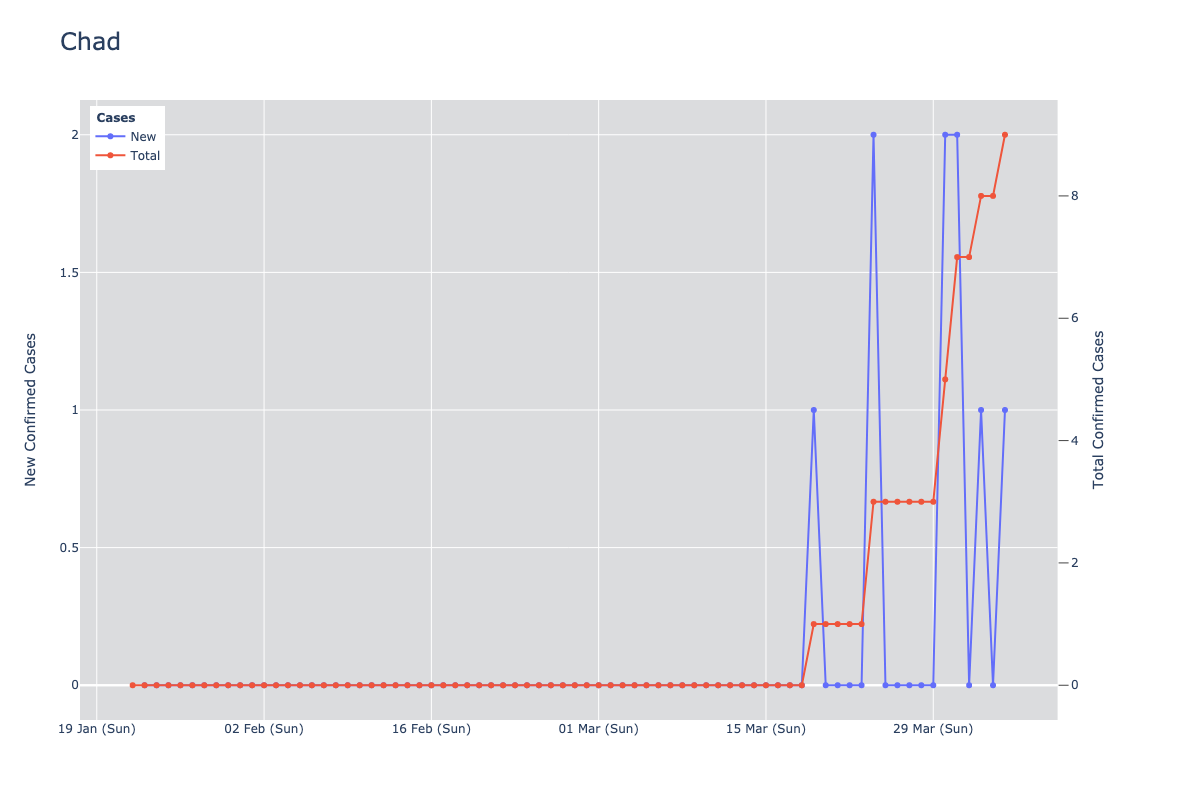 Chad
Cases
New
Total
2
1.5
1
0.5
0
8
6
4
2
0
New Confirmed Cases
Total Confirmed Cases
19 Jan (Sun) 02 Feb (Sun) 16 Feb (Sun) 01 Mar (Sun) 15 Mar (Sun) 29 Mar (Sun)